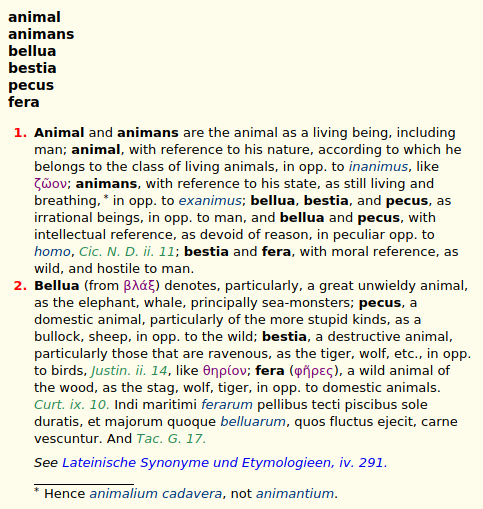 animal
animans
bellua
bestia
pecus
fera
1. Animal and animans are the animal as a living being, including
man; animal, with reference to his nature, according to which he
belongs to the class of living animals, in opp. to inanimus, like
ζῶον; animans, with reference to his state, as still living and
breathing,* in opp. to exanimus; bellua, bestia, and pecus, as
irrational beings, in opp. to man, and bellua and pecus, with
intellectual reference, as devoid of reason, in peculiar opp. to
homo, Cic. N. D. ii. 11; bestia and fera, with moral reference, as
wild, and hostile to man.
2. Bellua (from βλάξ) denotes, particularly, a great unwieldy animal,
as the elephant, whale, principally sea-monsters; pecus, a
domestic animal, particularly of the more stupid kinds, as a
bullock, sheep, in opp. to the wild; bestia, a destructive animal,
particularly those that are ravenous, as the tiger, wolf, etc., in opp.
to birds, Justin. ii. 14, like θηρίον; fera (φῆρες), a wild animal of
the wood, as the stag, wolf, tiger, in opp. to domestic animals.
Curt. ix. 10. Indi maritimi ferarum pellibus tecti piscibus sole
duratis, et majorum quoque belluarum, quos fluctus ejecit, carne
vescuntur. And Tac. G. 17.
See Lateinische Synonyme und Etymologieen, iv. 291.
* Hence animalium cadavera, not animantium.